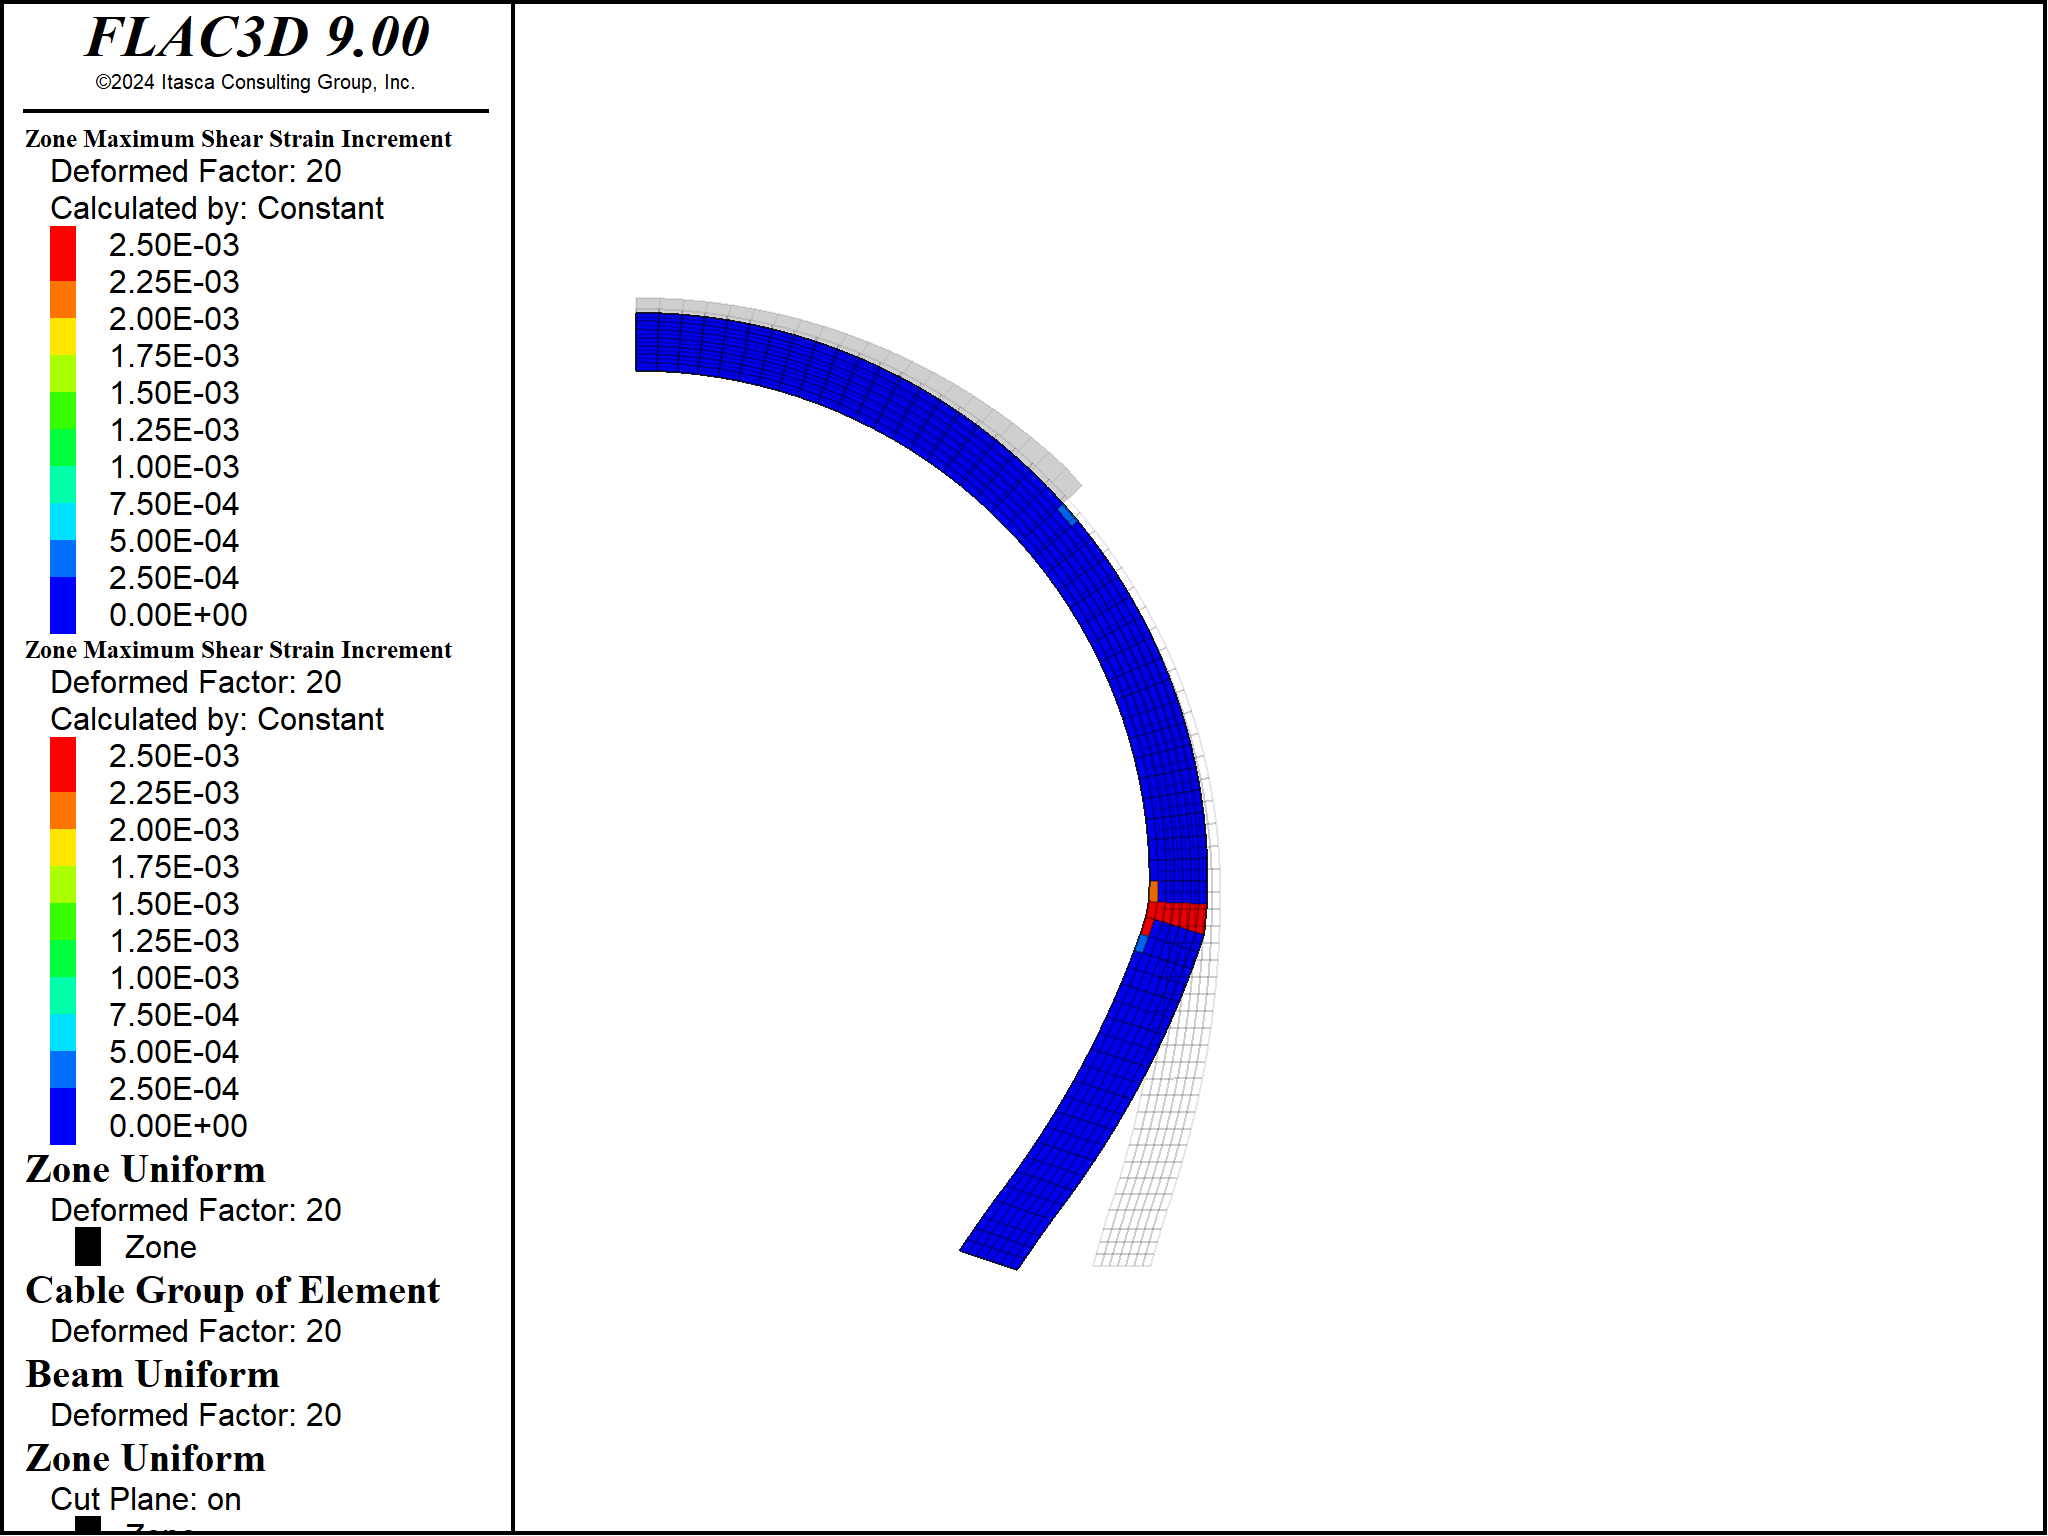 FLAC3D 9.00
©2024 Itasca Consulting Group, Inc.
Zone Maximum Shear Strain Increment
Deformed Factor: 20
Calculated by: Constant
2.50E-03
2.25E-03
2.00E-03
1.75E-03
1.50E-03
1.25E-03
1.00E-03
7.50E-04
5.00E-04
2.50E-04
0.00E+00
Zone Maximum Shear Strain Increment
Deformed Factor: 20
Calculated by: Constant
2.50E-03
2.25E-03
2.00E-03
1.75E-03
1.50E-03
1.25E-03
1.00E-03
7.50E-04
5.00E-04
2.50E-04
0.00E+00
Zone Uniform
Deformed Factor: 20
Zone
Cable Group of Element
Deformed Factor: 20
Beam Uniform
Deformed Factor: 20
Zone Uniform
Cut Plane: on